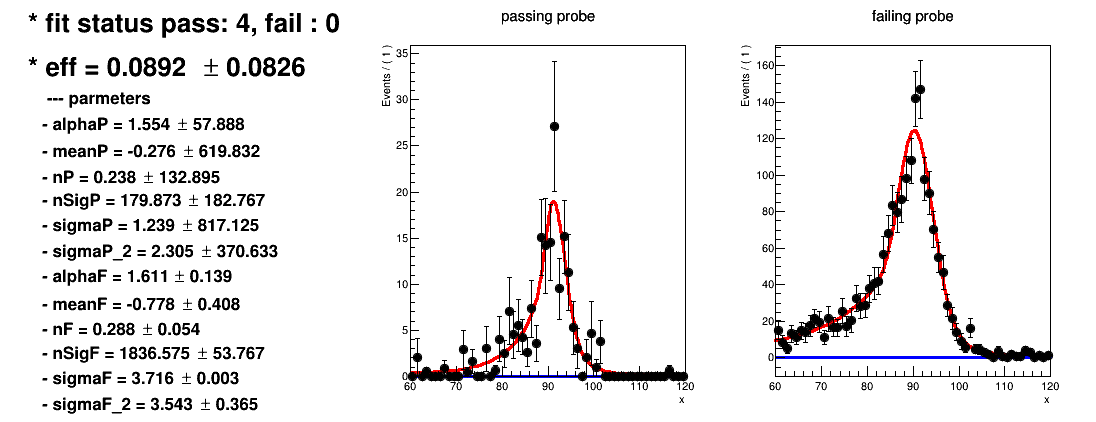 * fit status pass: 4, fail : 0
* eff = 0.0892 ± 0.0826
--- parmeters
- alphaP = 1.554 ± 57.888
- meanP = -0.276 ± 619.832
- nP = 0.238 ± 132.895
- nSigP = 179.873 ± 182.767
- sigmaP = 1.239 ± 817.125
- sigmaP_2 = 2.305 ± 370.633
- alphaF = 1.611 ± 0.139
- meanF = -0.778 ± 0.408
- nF = 0.288 ± 0.054
- nSigF = 1836.575 ± 53.767
- sigmaF = 3.716 ± 0.003
- sigmaF_2 = 3.543 ± 0.365
passing probe
Events / ( 1 )
35
30
25
20
15
10
5
0
60 70 80 90 100 110 120
x
failing probe
Events / ( 1 )
160
140
120
100
80
60
40
20
0
60 70 80 90 100 110 120
x